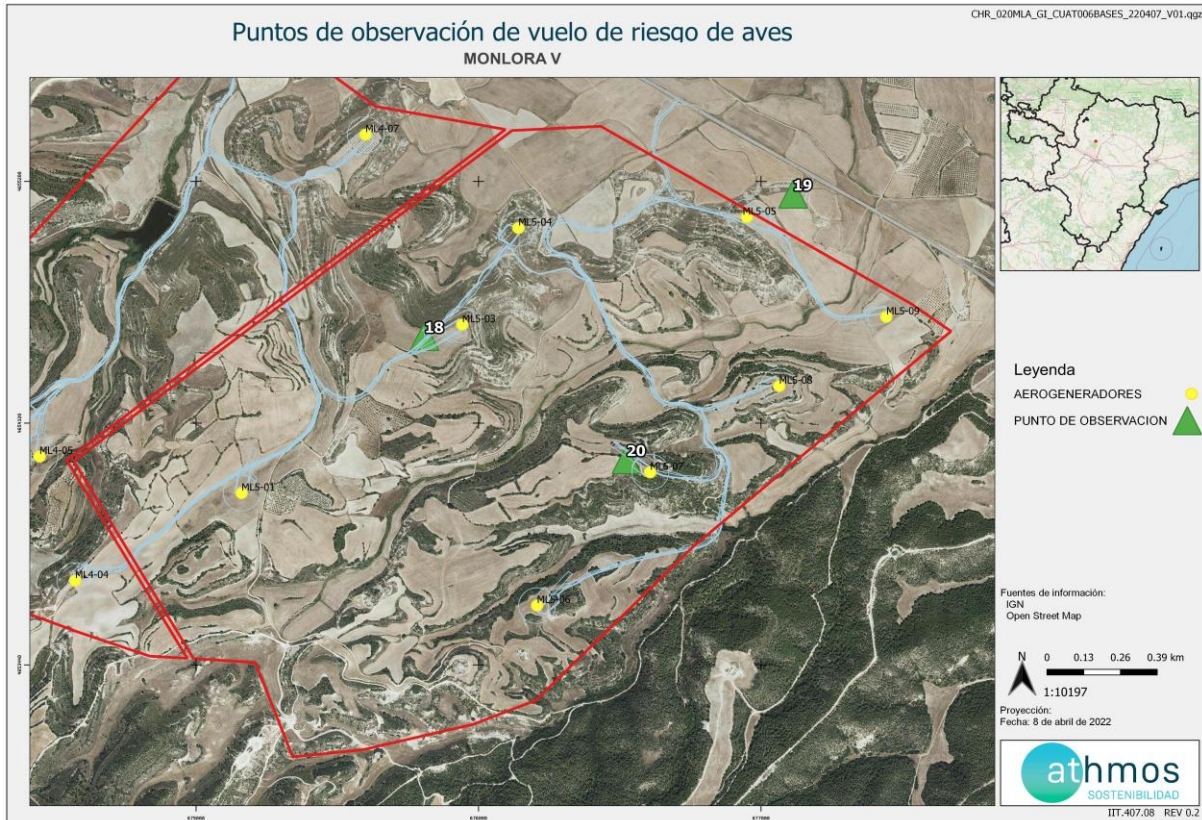 CHR_020MLA_GI_CUAT006BASES_220407_V01.qgz
Puntos de observación de vuelo de riesgo de aves
MONLORA V
ML4-07
19
ML5-05
ML5-04
18
ML5-03
ML5-09
ML5-08
20
ML5-07
ML4-05
ML5-01
ML4-04
ML5-06
675000
676000
677000
Leyenda
AEROGENERADORES
PUNTO DE OBSERVACION
Fuentes de información:
IGN
Open Street Map
N
0 0.13 0.26 0.39 km
1:10197
Proyección:
Fecha: 8 de abril de 2022
athmos
SOSTENIBILIDAD
IIT.407.08 REV 0.2